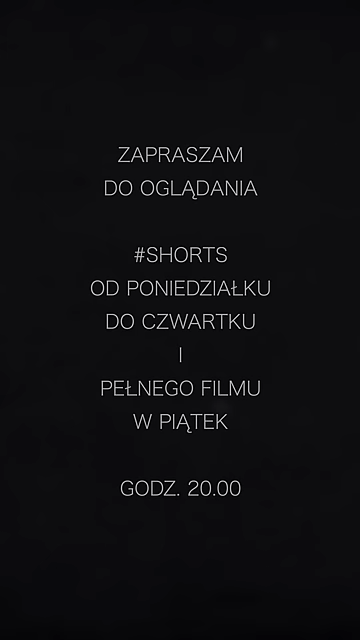 ZAPRASZAM
DO OGLĄDANIA
#SHORTS
OD PONIEDZIAŁKU
DO CZWARTKU
I
PEŁNEGO FILMU
W PIĄTEK
GODZ. 20.00